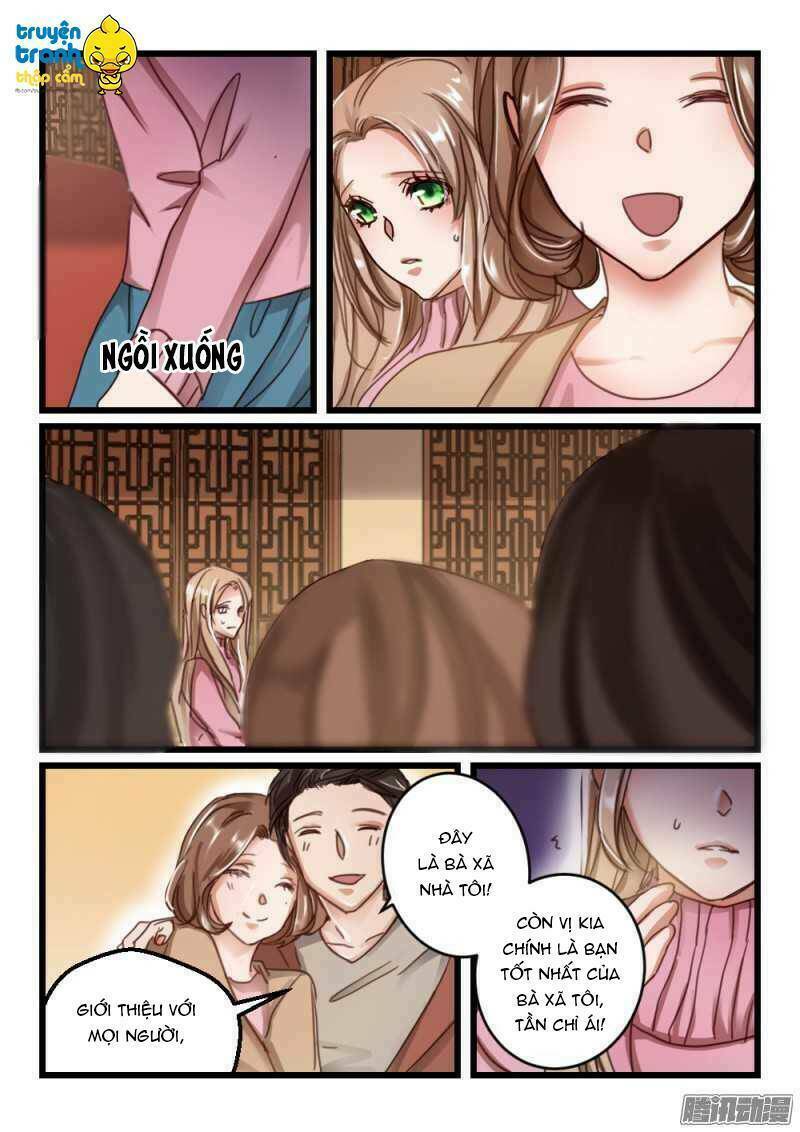 truyện
tranh
thập cẩm
NGỒI XUỐNG
GIỚI THIỆU VỚI
MỌI NGƯỜI,
ĐÂY
LÀ BÀ XÃ
NHÀ TÔI!
CÒN VỊ KIA
CHÍNH LÀ BẠN
TỐT NHẤT CỦA
BÀ XÃ TÔI,
TẦN CHỈ ÁI!
腾讯动漫